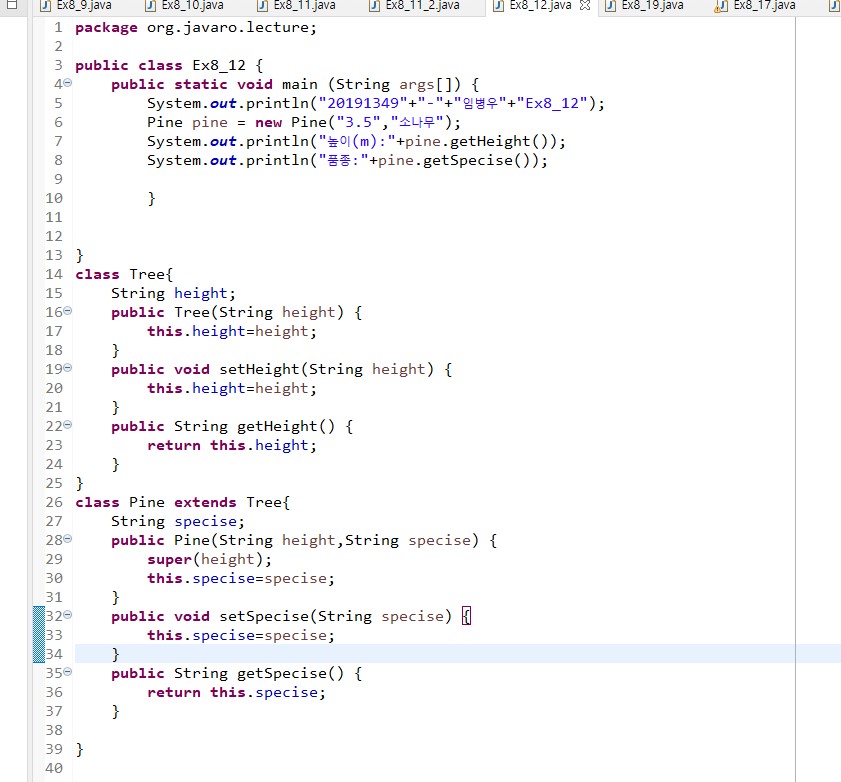 Ex8_9.java Ex8_10.java Ex8_11.java Ex8_11_2.java Ex8_12.java Ex8_19.java Ex8_17.java
1 package org.javaro.lecture;
2
3 public class Ex8_12 {
4 public static void main (String args[]) {
5 System.out.println("20191349"+"-"+"임병우"+"Ex8_12");
6 Pine pine = new Pine("3.5","소나무");
7 System.out.println("높이(m):"+pine.getHeight());
8 System.out.println("품종:"+pine.getSpecise());
9
10 }
11
12
13 }
14 class Tree{
15 String height;
16 public Tree(String height) {
17 this.height=height;
18 }
19 public void setHeight(String height) {
20 this.height=height;
21 }
22 public String getHeight() {
23 return this.height;
24 }
25 }
26 class Pine extends Tree{
27 String specise;
28 public Pine(String height,String specise) {
29 super(height);
30 this.specise=specise;
31 }
32 public void setSpecise(String specise) {
33 this.specise=specise;
34 }
35 public String getSpecise() {
36 return this.specise;
37 }
38
39 }
40